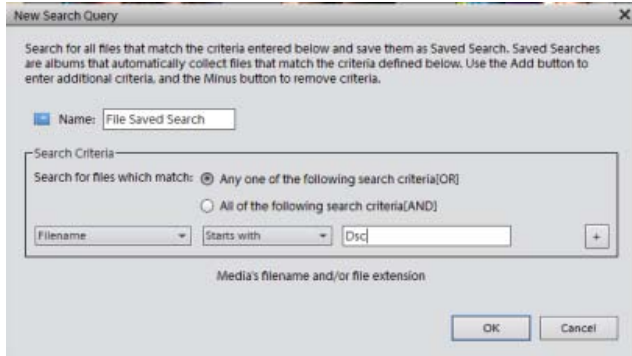 New Search Query
Search for all files that match the criteria entered below and save them as Saved Search. Saved Searches
are albums that automatically collect files that match the criteria defined below. Use the Add button to
enter additional criteria, and the Minus button to remove criteria.
Name: File Saved Search
Search Criteria
Search for files which match: Any one of the following search criteria[OR]
All of the following search criteria[AND]
Filename Starts with Dsc +
Media's filename and/or file extension
OK Cancel